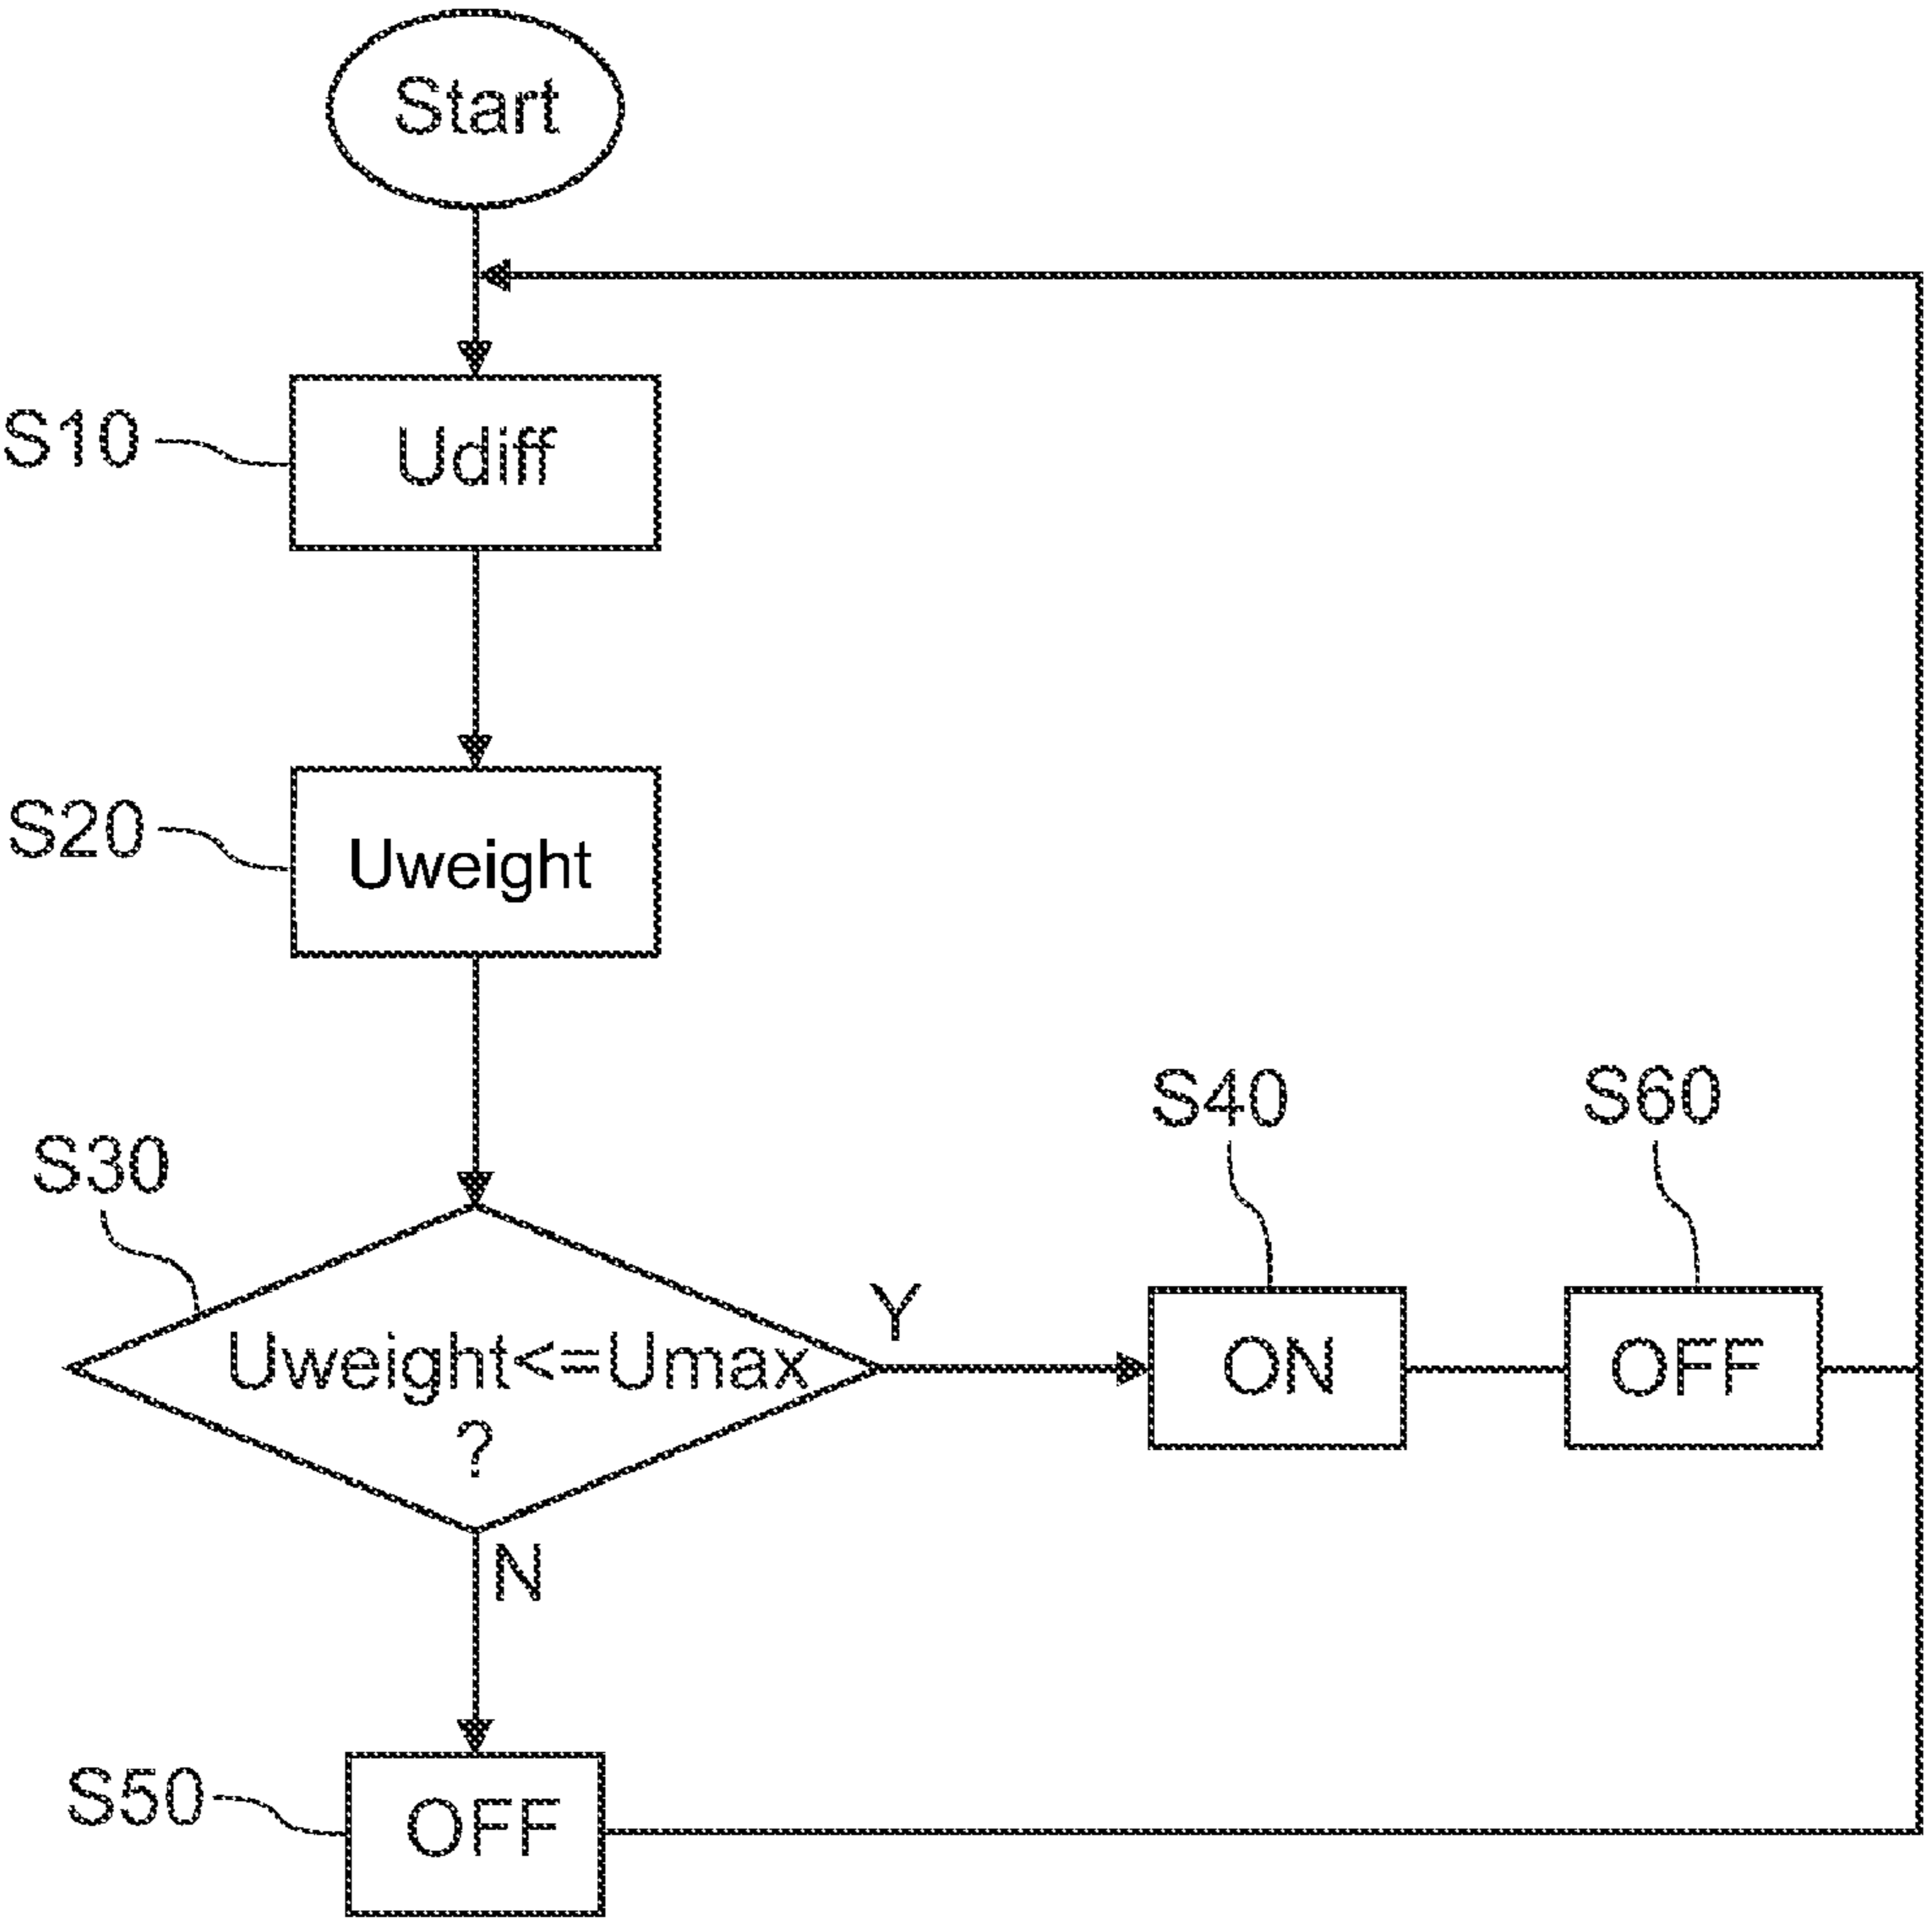 Start
S10
Udiff
S20
Uweight
S30
S40
S60
Uweight<=Umax
?
Y
ON
OFF
N
S50
OFF